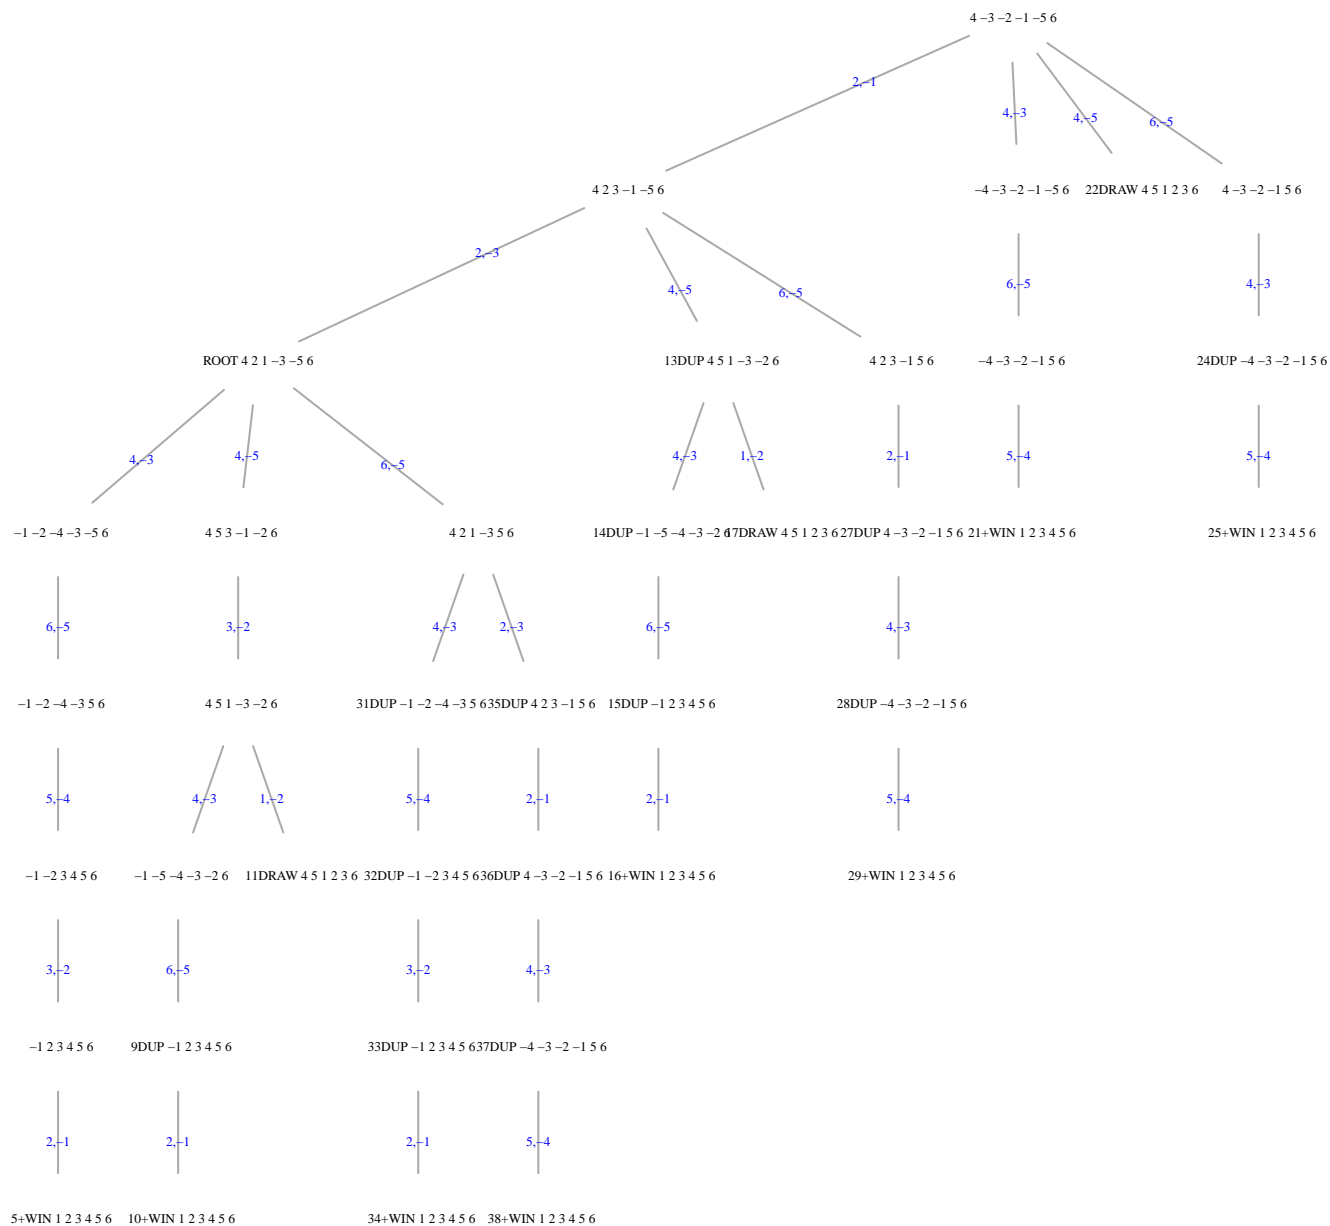 4 −3 −2 −1 −5 6
2,−1
4,−3
4,−5
6,−5
4 2 3 −1 −5 6
−4 −3 −2 −1 −5 6
22DRAW 4 5 1 2 3 6
4 −3 −2 −1 5 6
2,−3
4,−5
6,−5
6,−5
4,−3
ROOT 4 2 1 −3 −5 6
13DUP 4 5 1 −3 −2 6
4 2 3 −1 5 6
−4 −3 −2 −1 5 6
24DUP −4 −3 −2 −1 5 6
4,−3
4,−5
6,−5
4,−3
1,−2
2,−1
5,−4
5,−4
−1 −2 −4 −3 −5 6
4 5 3 −1 −2 6
4 2 1 −3 5 6
14DUP −1 −5 −4 −3 −2 6
17DRAW 4 5 1 2 3 6
27DUP 4 −3 −2 −1 5 6
21+WIN 1 2 3 4 5 6
25+WIN 1 2 3 4 5 6
6,−5
3,−2
4,−3
2,−3
6,−5
4,−3
−1 −2 −4 −3 5 6
4 5 1 −3 −2 6
31DUP −1 −2 −4 −3 5 6
35DUP 4 2 3 −1 5 6
15DUP −1 2 3 4 5 6
28DUP −4 −3 −2 −1 5 6
5,−4
4,−3
1,−2
5,−4
2,−1
2,−1
5,−4
−1 −2 3 4 5 6
−1 −5 −4 −3 −2 6
11DRAW 4 5 1 2 3 6
32DUP −1 −2 3 4 5 6
36DUP 4 −3 −2 −1 5 6
16+WIN 1 2 3 4 5 6
29+WIN 1 2 3 4 5 6
3,−2
6,−5
3,−2
4,−3
−1 2 3 4 5 6
9DUP −1 2 3 4 5 6
33DUP −1 2 3 4 5 6
37DUP −4 −3 −2 −1 5 6
2,−1
2,−1
2,−1
5,−4
5+WIN 1 2 3 4 5 6
10+WIN 1 2 3 4 5 6
34+WIN 1 2 3 4 5 6
38+WIN 1 2 3 4 5 6